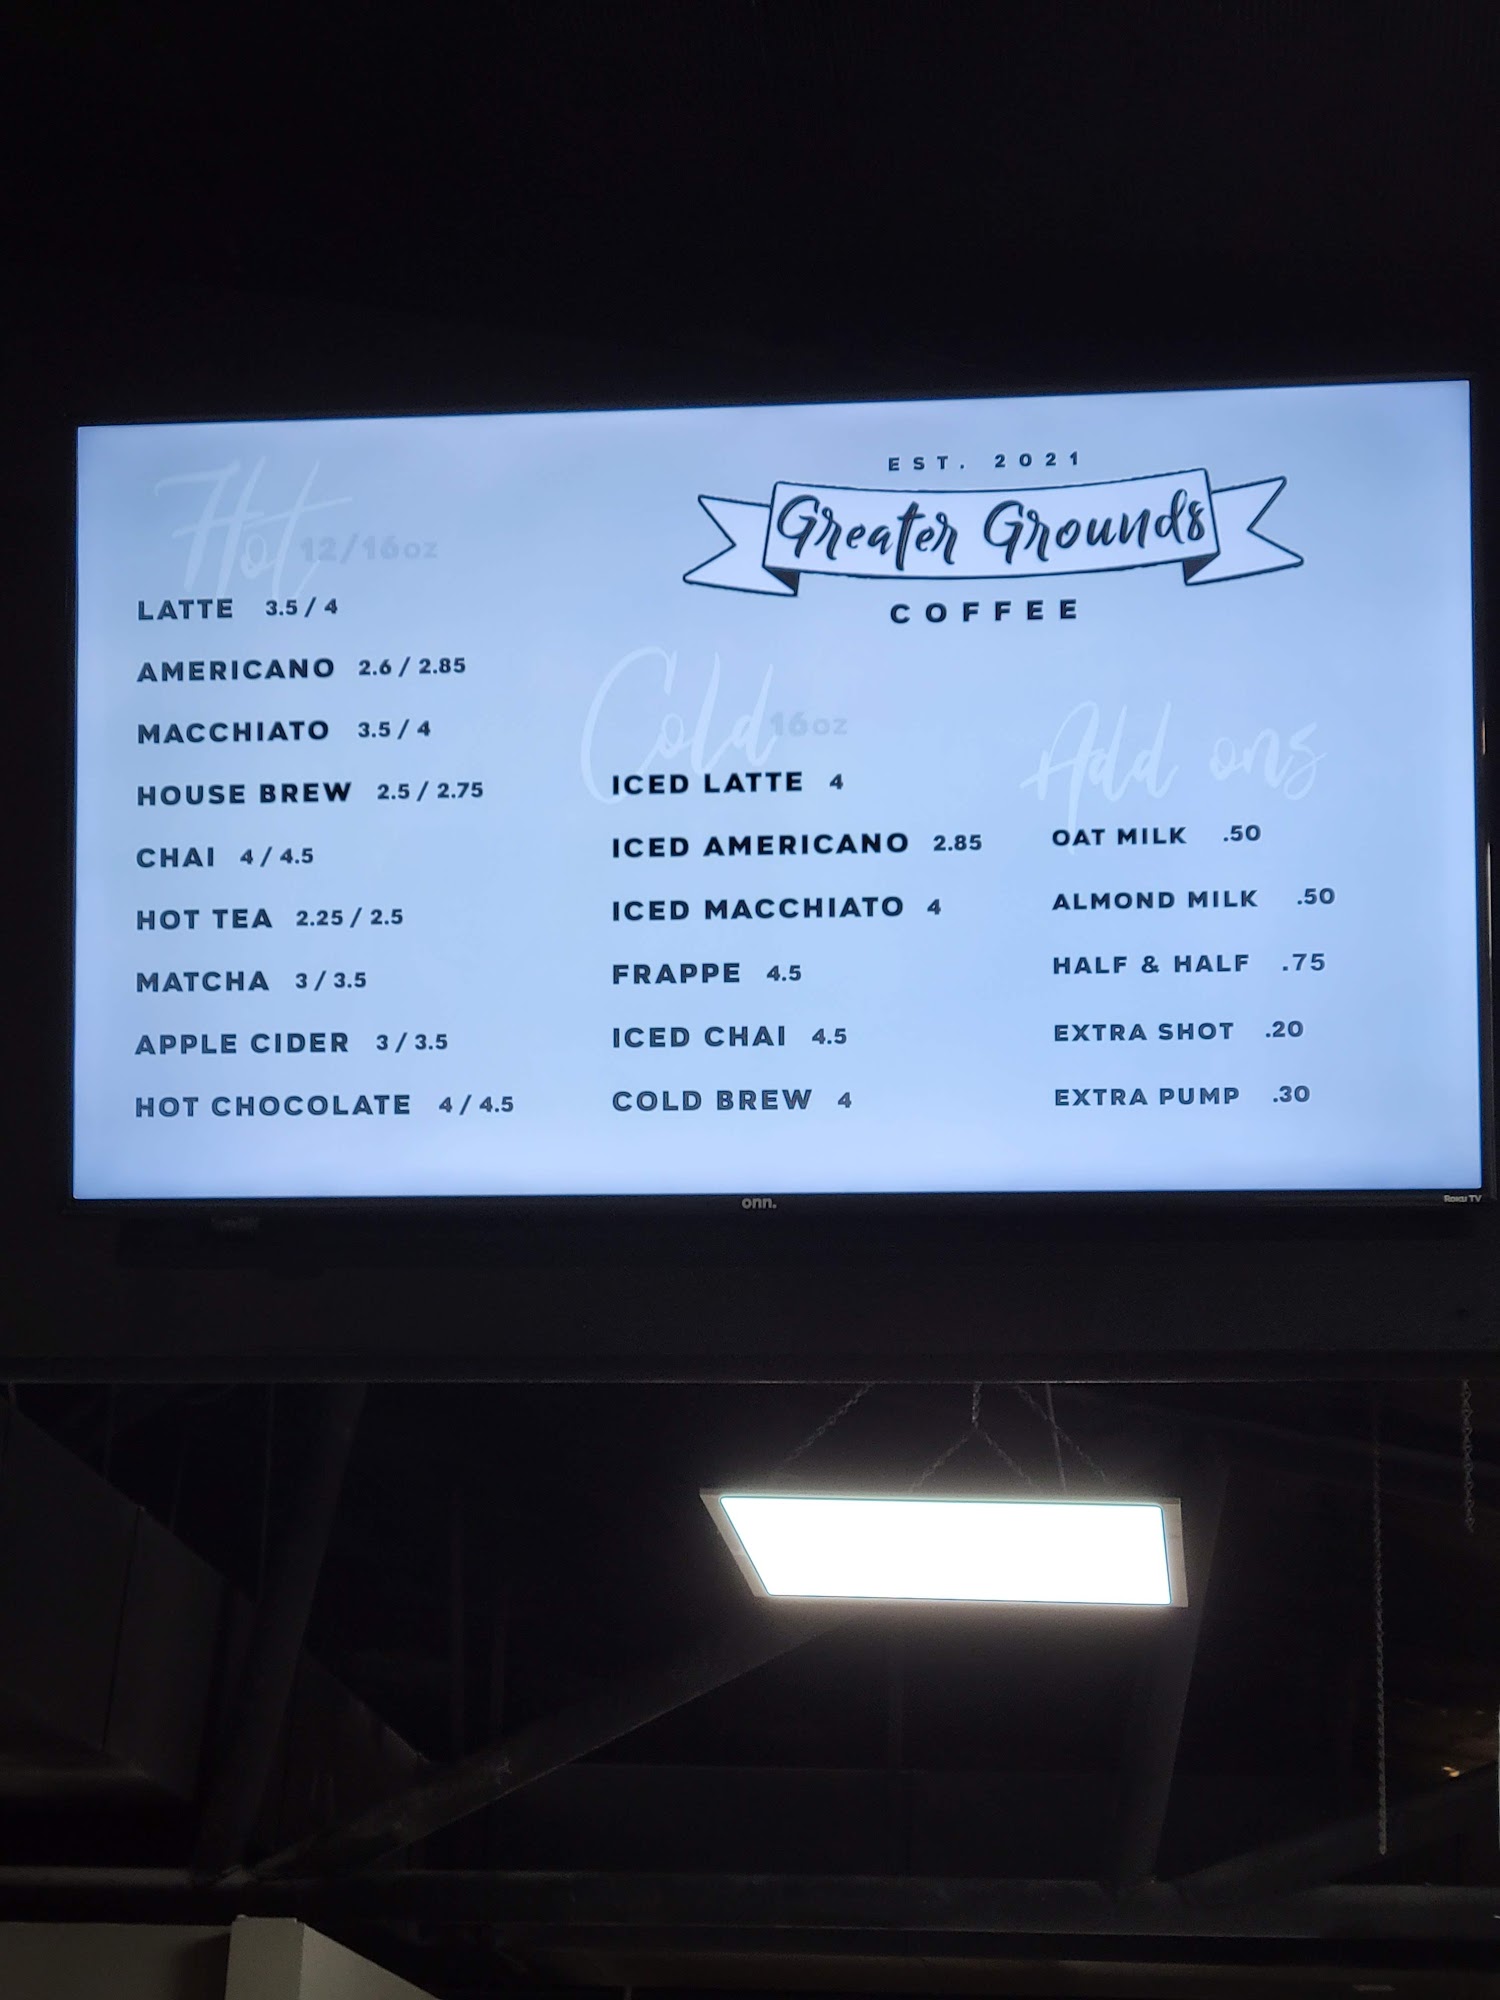 Hot 12/16oz
LATTE 3.5 / 4
AMERICANO 2.6 / 2.85
MACCHIATO 3.5 / 4
HOUSE BREW 2.5 / 2.75
CHAI 4 / 4.5
HOT TEA 2.25 / 2.5
MATCHA 3 / 3.5
APPLE CIDER 3 / 3.5
HOT CHOCOLATE 4 / 4.5
EST. 2021
Greater Grounds
COFFEE
Cold 16oz
ICED LATTE 4
ICED AMERICANO 2.85
ICED MACCHIATO 4
FRAPPE 4.5
ICED CHAI 4.5
COLD BREW 4
Add ons
OAT MILK .50
ALMOND MILK .50
HALF & HALF .75
EXTRA SHOT .20
EXTRA PUMP .30
onn.
Roku TV